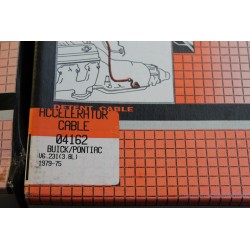 DETENT CABLE
ACCELERATOR
CABLE
04162
BUICK/PONTIAC
V6.231(3.8L)
1979-75